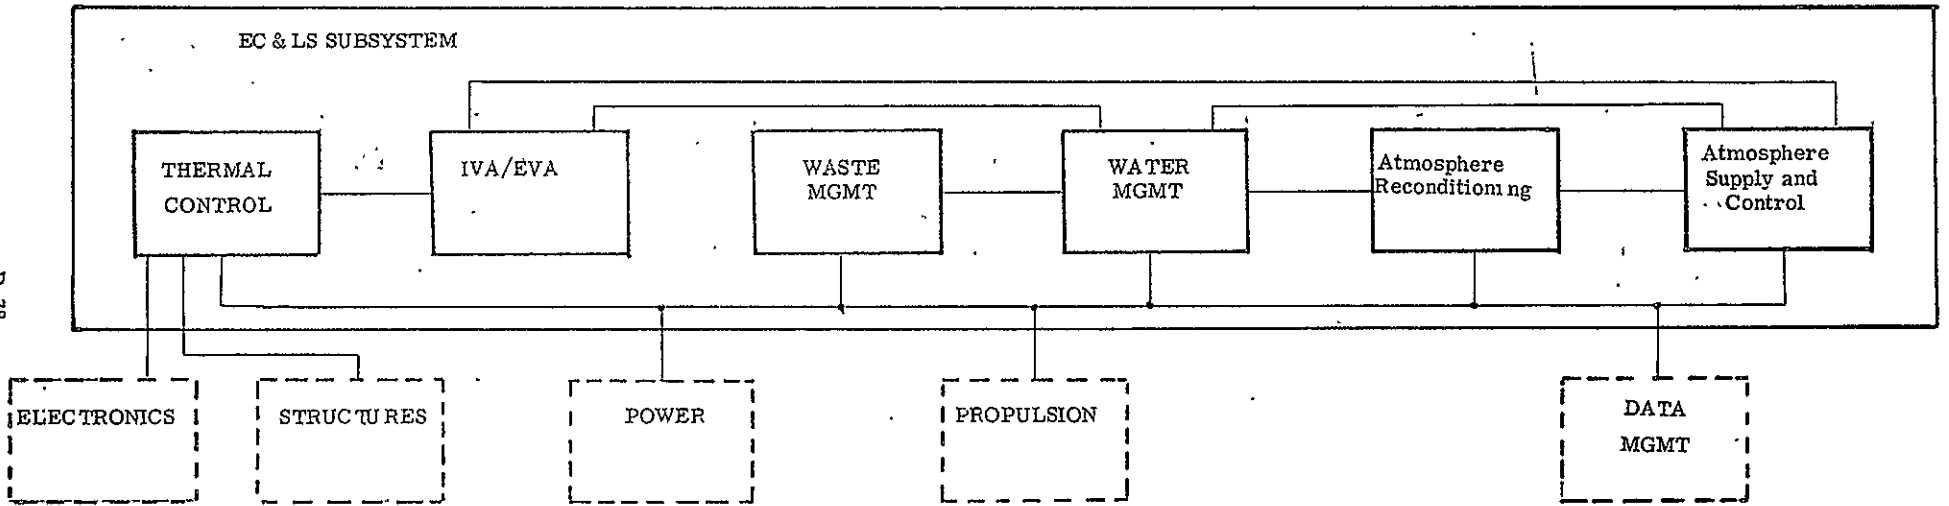 EC & LS SUBSYSTEM
THERMAL
CONTROL
IVA/EVA
WASTE
MGMT
WATER
MGMT
Atmosphere
Reconditioning
Atmosphere
Supply and
Control
ELECTRONICS
STRUCTURES
POWER
PROPULSION
DATA
MGMT